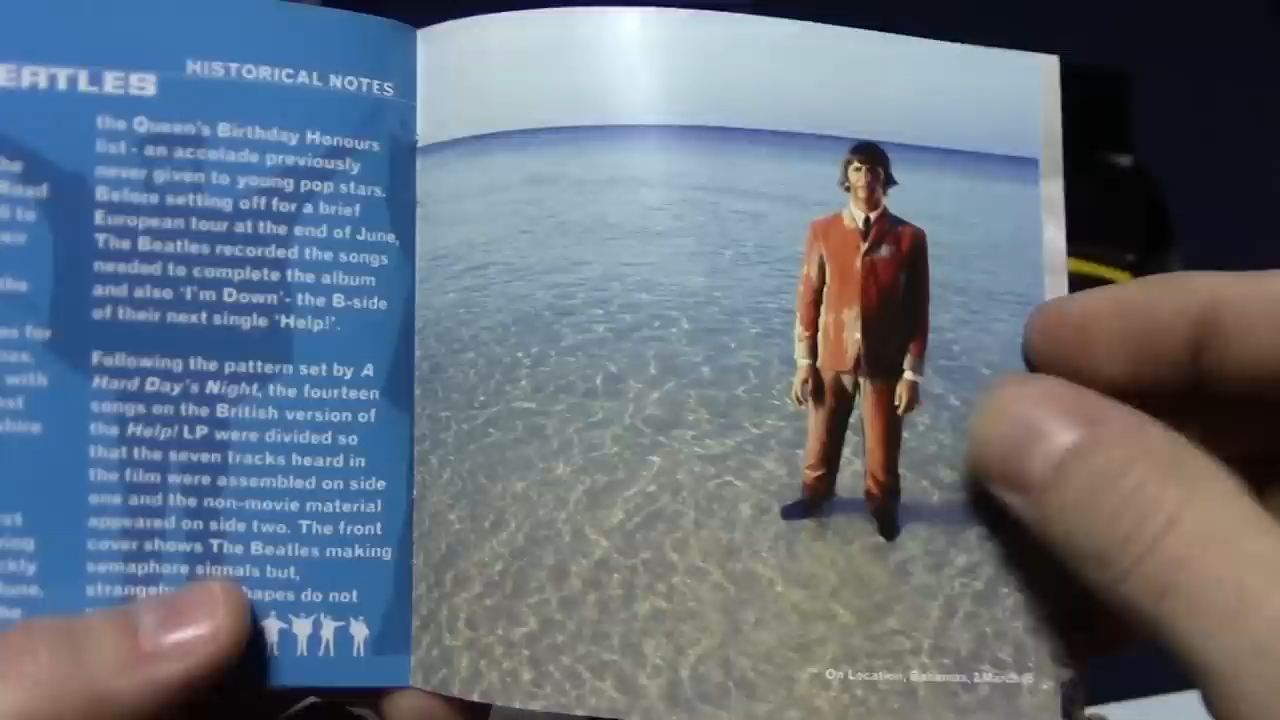 EATLES
HISTORICAL NOTES
the Queen's Birthday Honours
list - an accolade previously
never given to young pop stars.
Before setting off for a brief
European tour at the end of June,
The Beatles recorded the songs
needed to complete the album
and also 'I'm Down'- the B-side
of their next single 'Help!'.
Following the pattern set by A
Hard Day's Night, the fourteen
songs on the British version of
the Help! LP were divided so
that the seven tracks heard in
the film were assembled on side
one and the non-movie material
appeared on side two. The front
cover shows The Beatles making
semaphore signals but,
hapes do not
On Location, Bahamas, 2 March